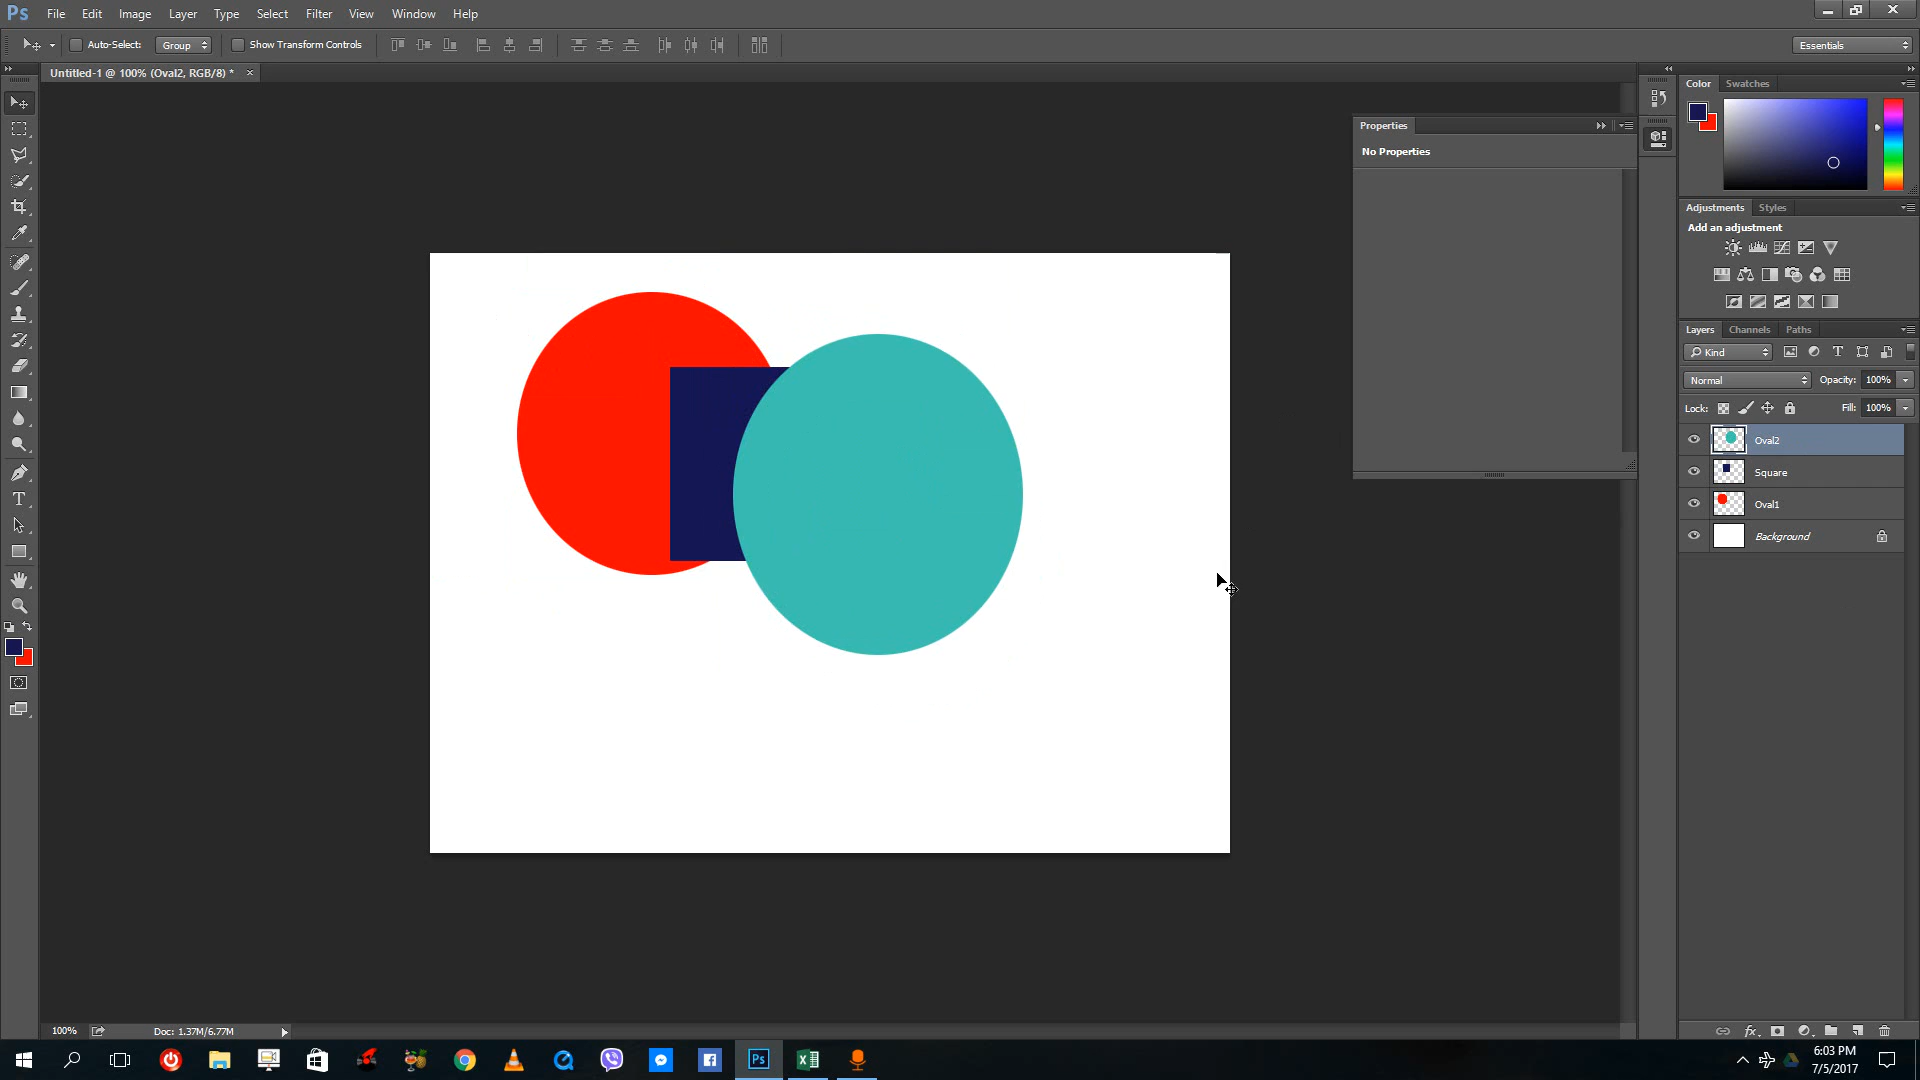 Ps File Edit Image Layer Type Select Filter View Window Help
Auto-Select: Group Show Transform Controls Essentials
Untitled-1 @ 100% (Oval2, RGB/8) * ×
Color Swatches
Properties
No Properties
Adjustments Styles
Add an adjustment
Layers Channels Paths
Kind
Normal Opacity: 100%
Lock: Fill: 100%
Oval2
Square
Oval1
Background
100% Doc: 1.37M/6.77M
Ps
6:03 PM
7/5/2017